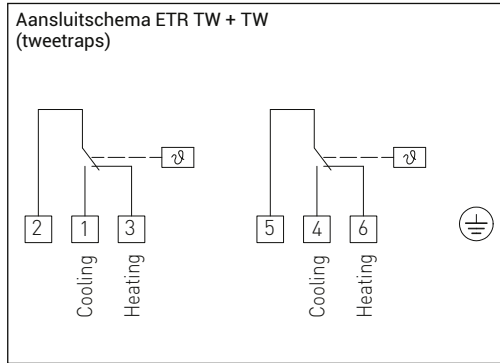 Aansluitschema ETR TW + TW
(tweetraps)
ϑ
ϑ
2 1 3 5 4 6
Cooling
Heating
Cooling
Heating